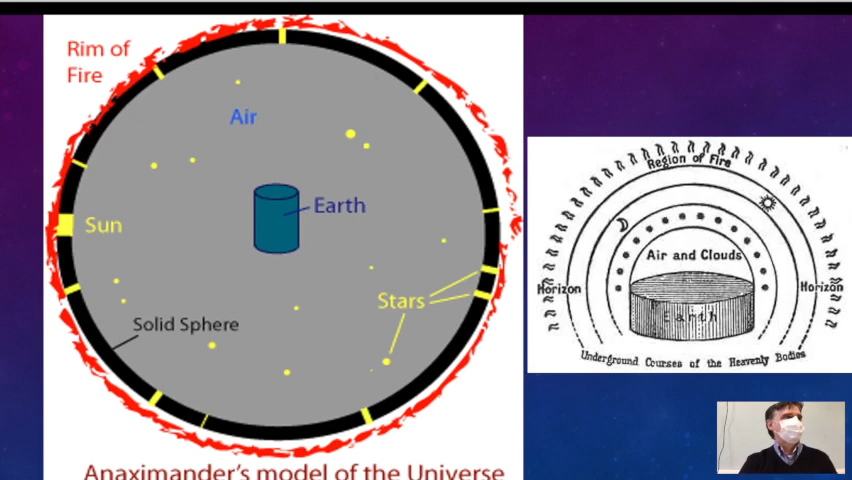 Rim of
Fire
Air
Earth
Sun
Stars
Solid Sphere
Anaximander's model of the Universe
Region of Fire
Air and Clouds
Horizon
Horizon
Earth
Underground Courses of the Heavenly Bodies